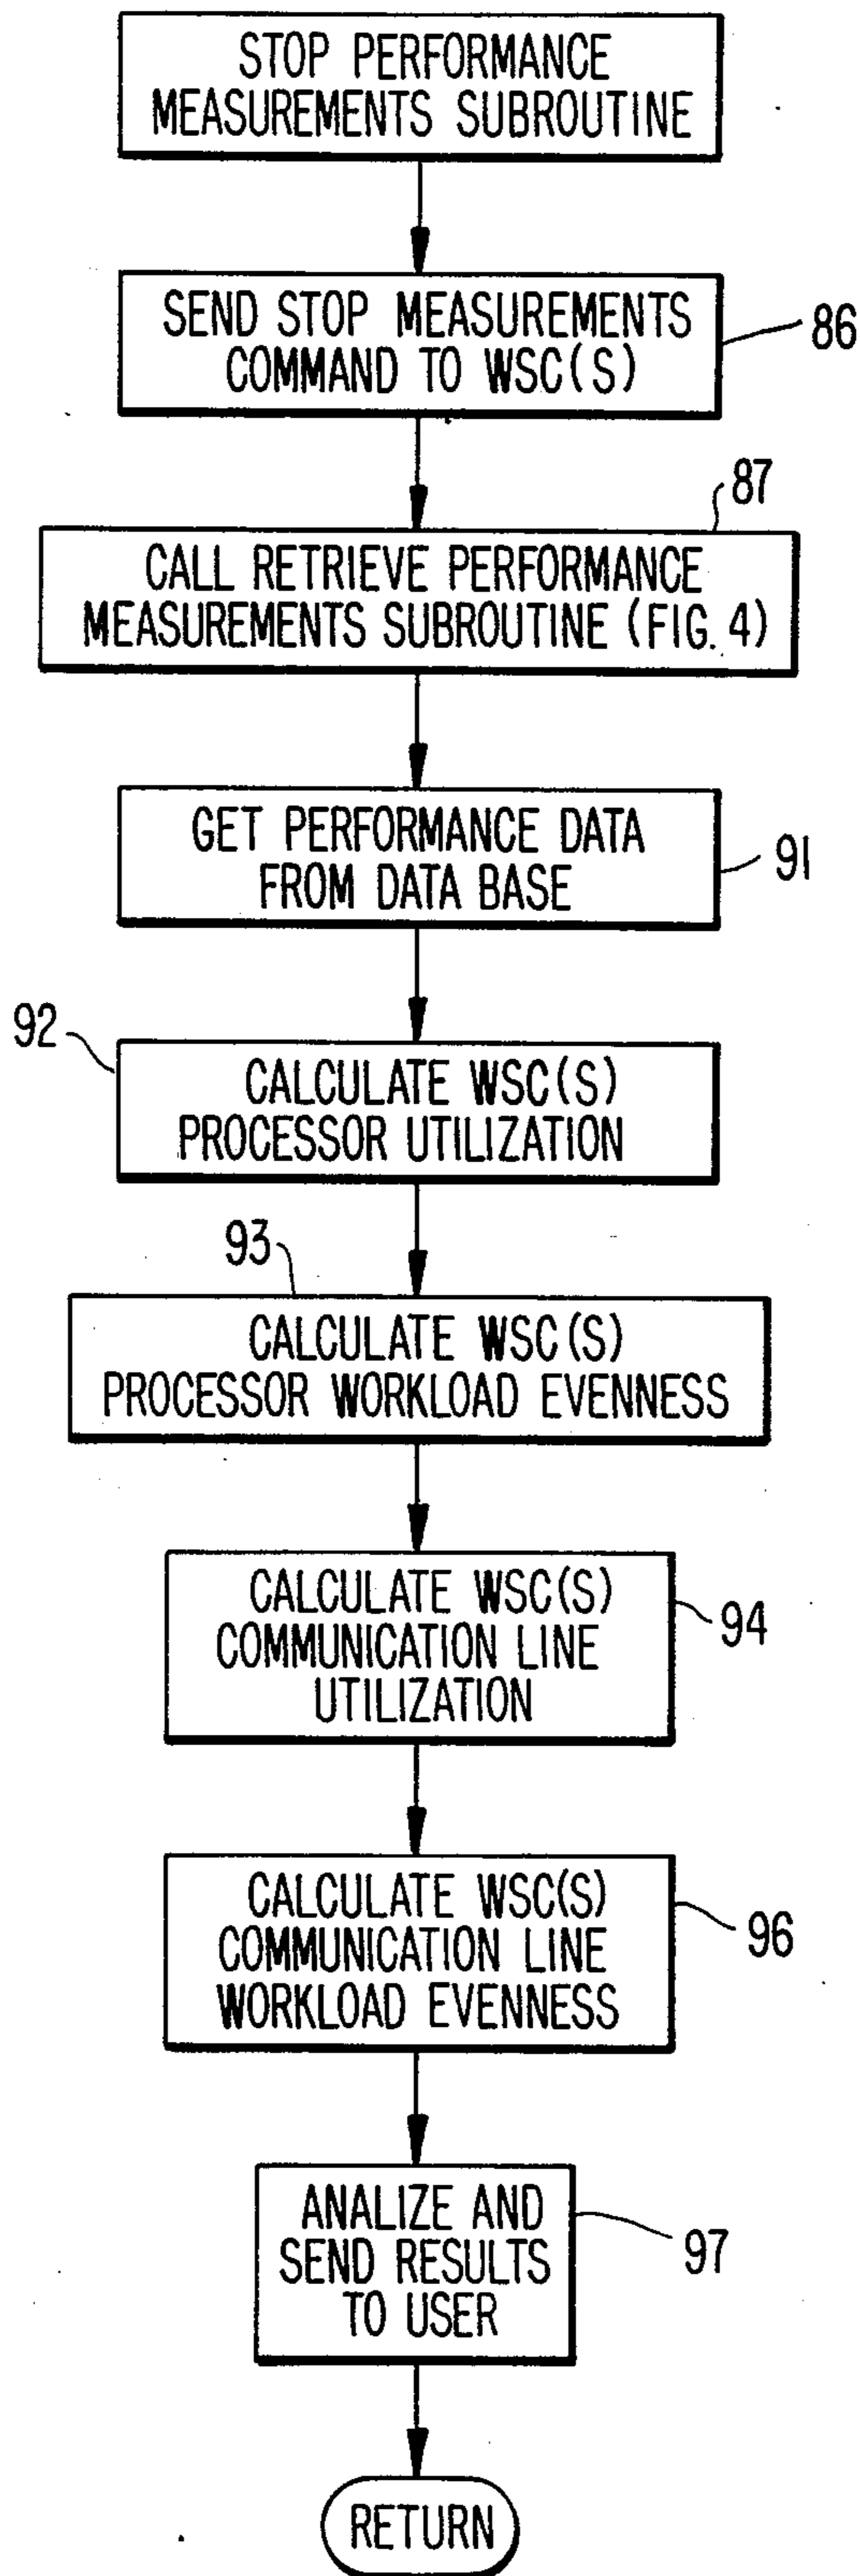 STOP PERFORMANCE
MEASUREMENTS SUBROUTINE
SEND STOP MEASUREMENTS
COMMAND TO WSC(S)
86
87
CALL RETRIEVE PERFORMANCE
MEASUREMENTS SUBROUTINE (FIG. 4)
GET PERFORMANCE DATA
FROM DATA BASE
91
92
CALCULATE WSC(S)
PROCESSOR UTILIZATION
93
CALCULATE WSC(S)
PROCESSOR WORKLOAD EVENNESS
CALCULATE WSC(S)
COMMUNICATION LINE
UTILIZATION
94
CALCULATE WSC(S)
COMMUNICATION LINE
WORKLOAD EVENNESS
96
ANALIZE AND
SEND RESULTS
TO USER
97
RETURN